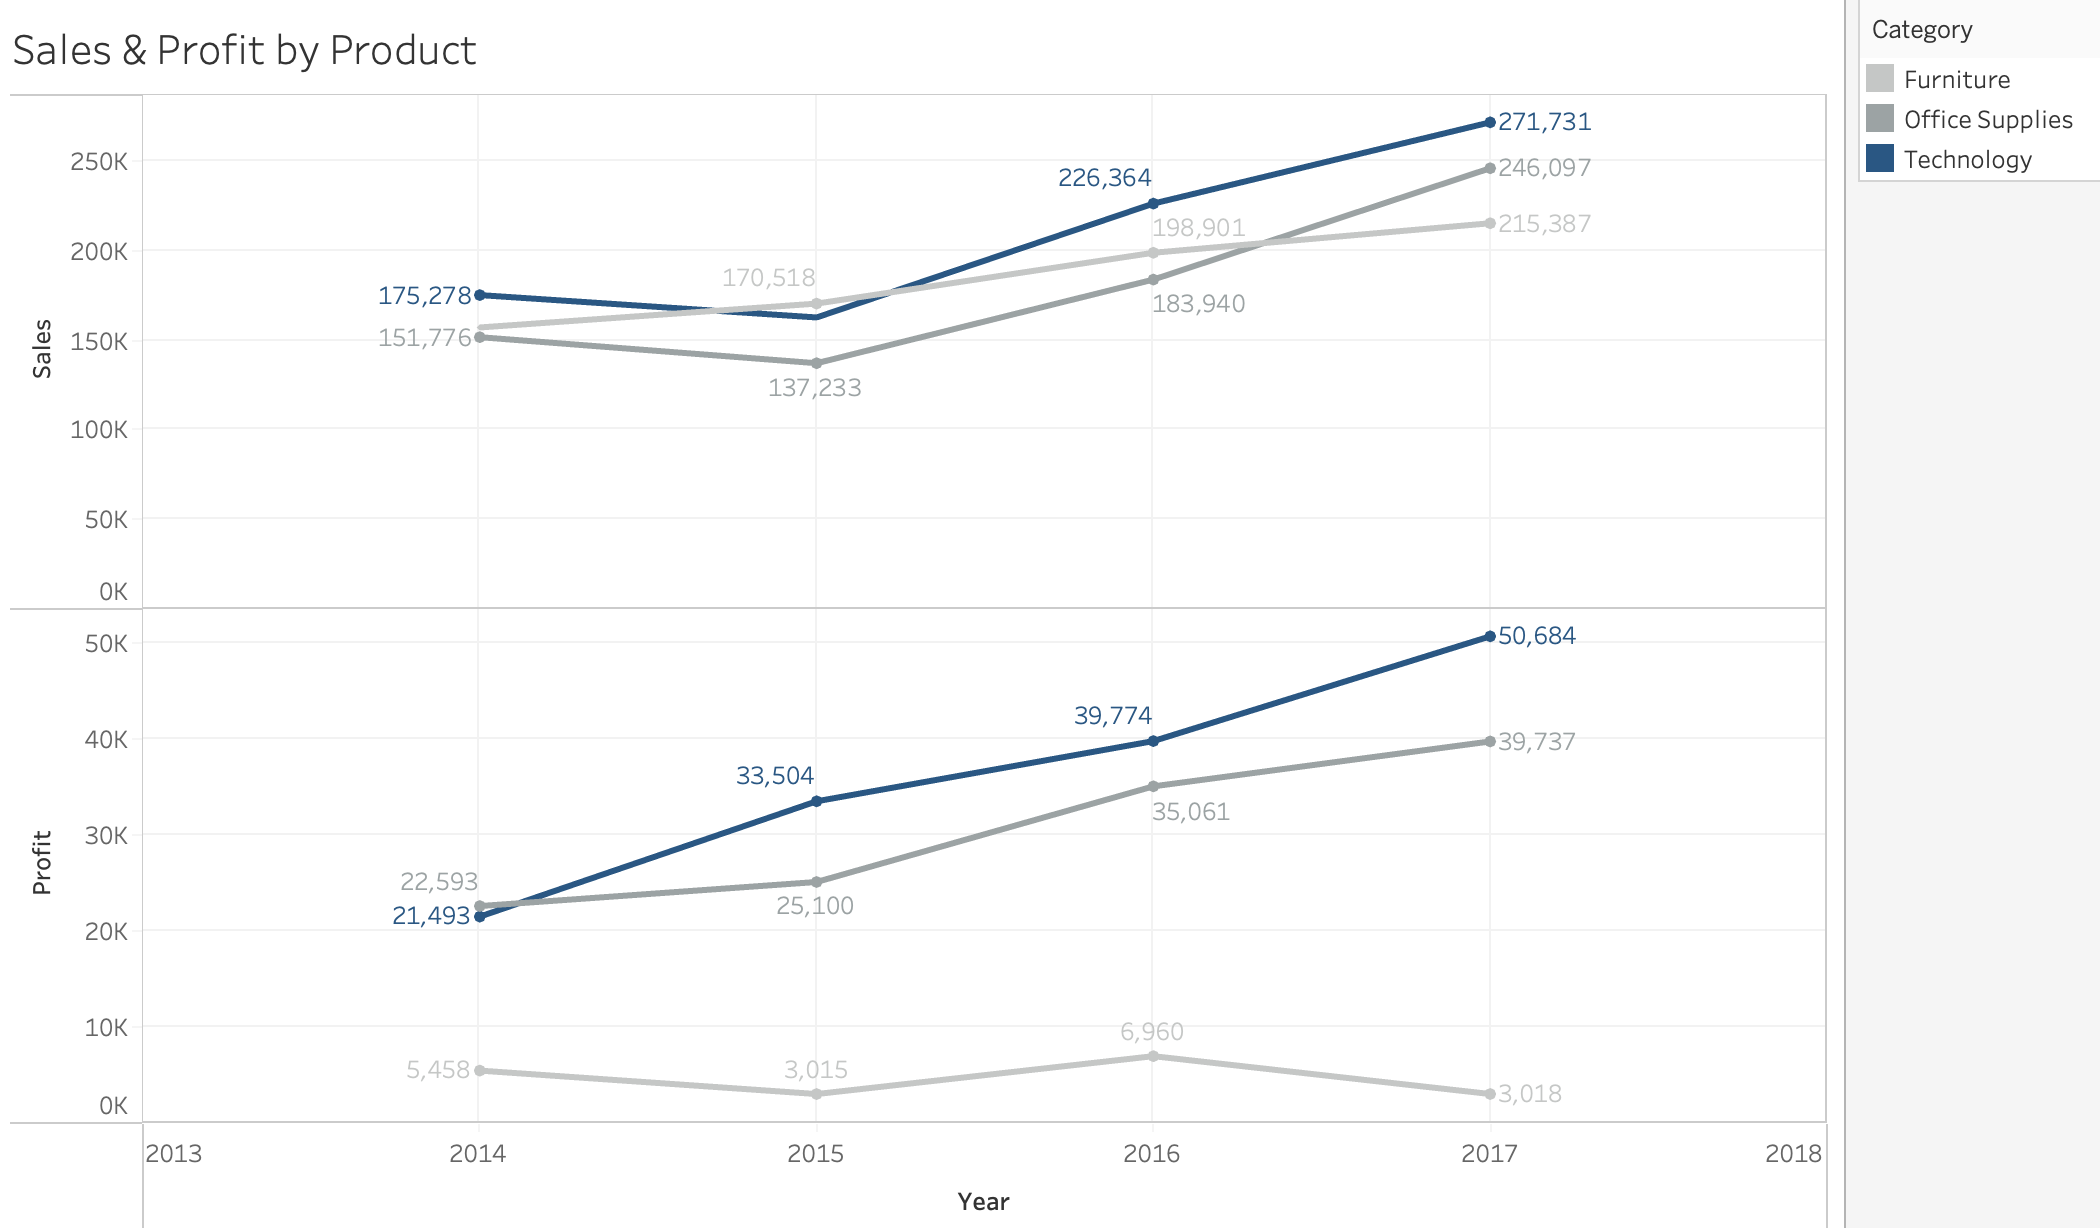 Sales & Profit by Product
Category
Furniture
Office Supplies
Technology
Sales
250K
200K
150K
100K
50K
0K
175,278
151,776
170,518
137,233
226,364
198,901
183,940
271,731
246,097
215,387
Profit
50K
40K
30K
20K
10K
0K
22,593
21,493
5,458
33,504
25,100
3,015
39,774
35,061
6,960
50,684
39,737
3,018
2013 2014 2015 2016 2017 2018
Year